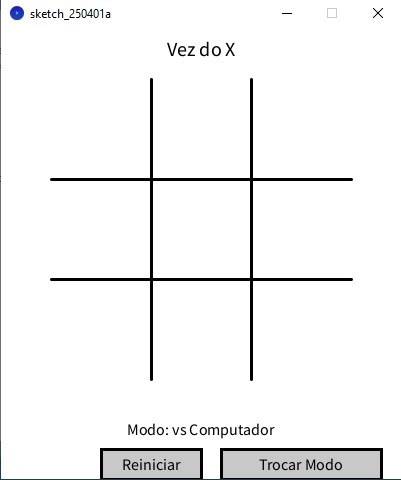 sketch_250401a
Vez do X
Modo: vs Computador
Reiniciar
Trocar Modo